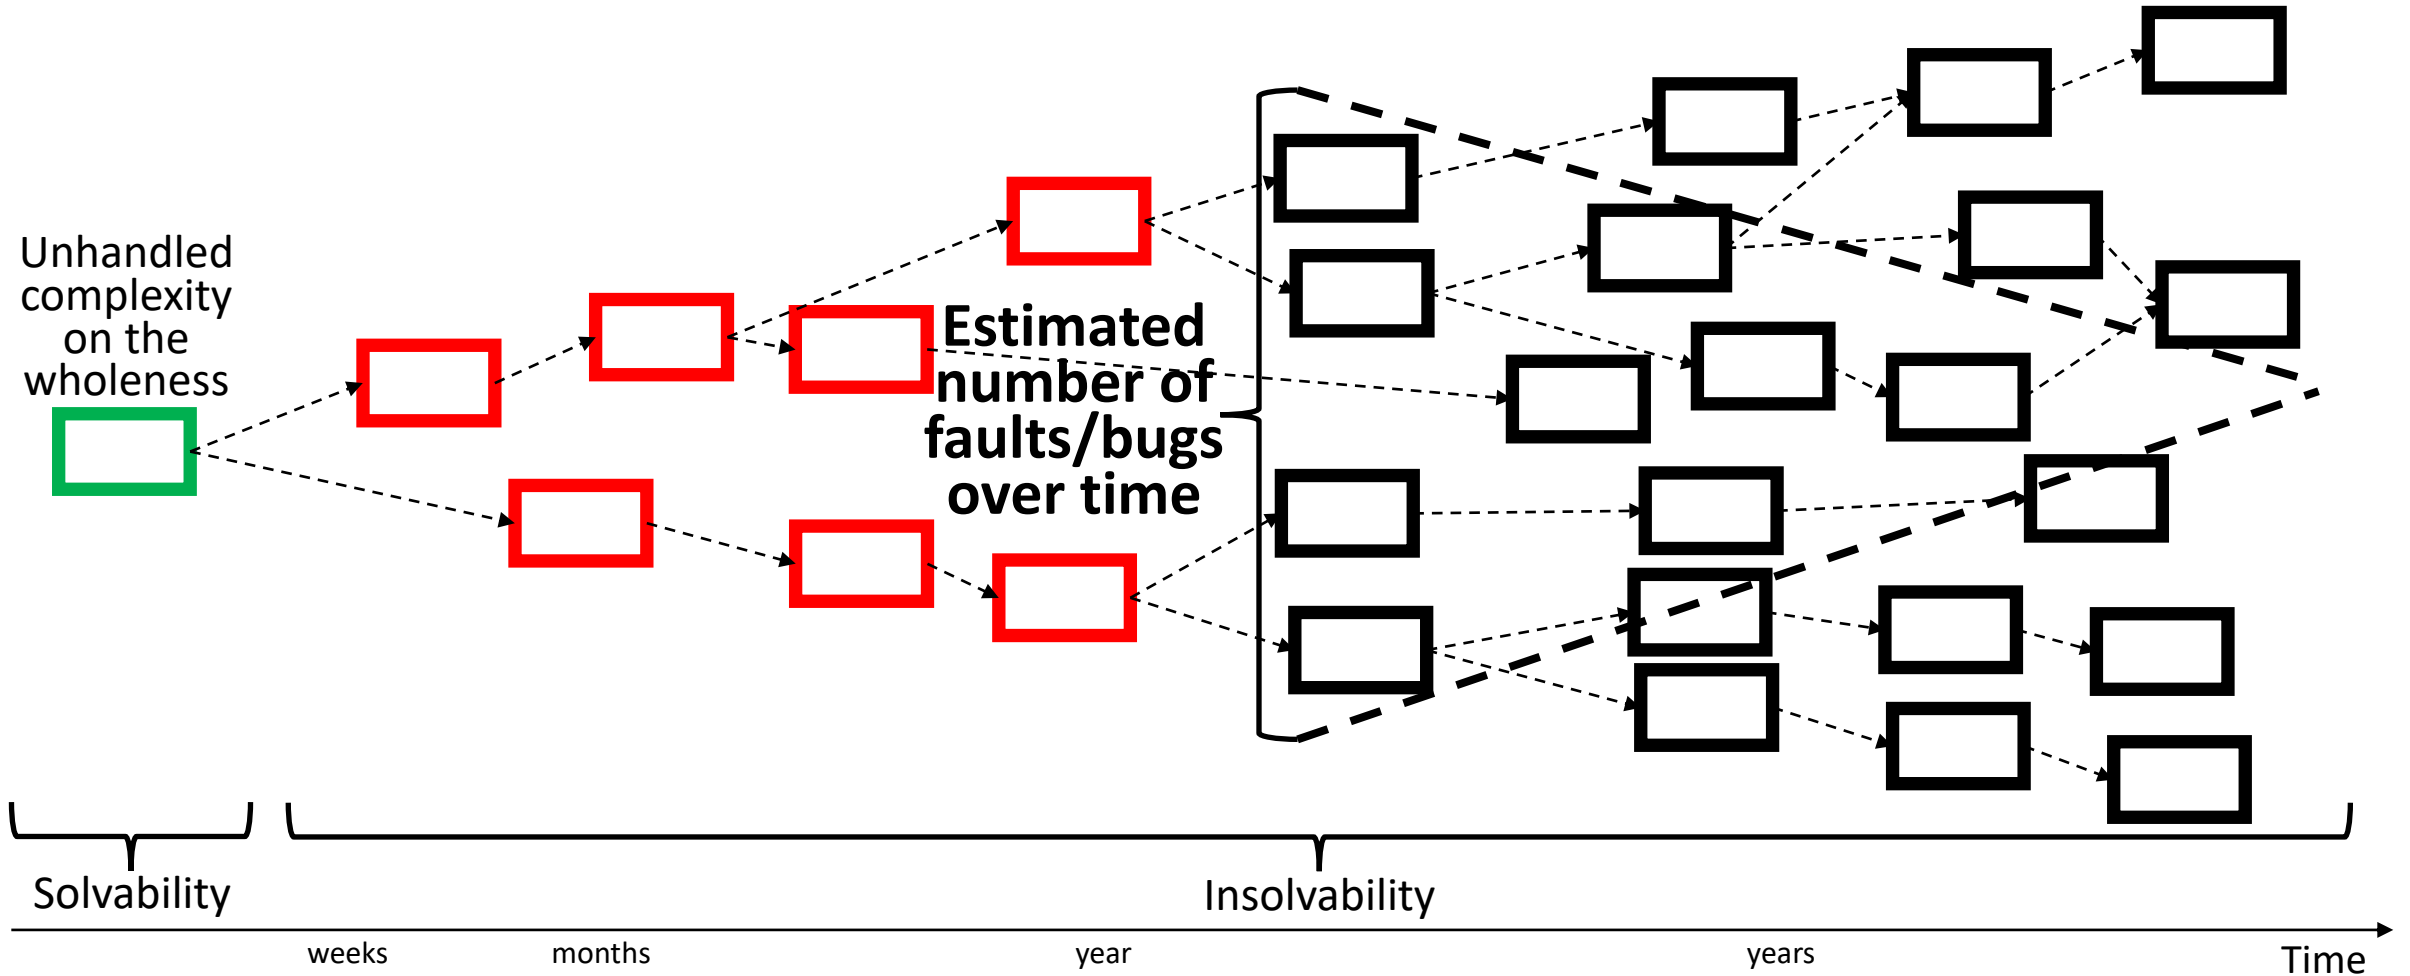 Unhandled
complexity
on the
wholeness
Estimated
number of
faults/bugs
over time
Solvability
Insolvability
weeks
months
year
years
Time